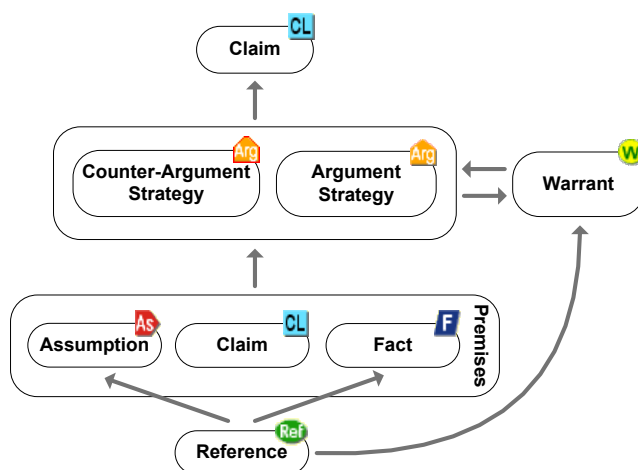 CL
Claim
Arg
Counter-Argument
Strategy
Arg
Argument
Strategy
W
Warrant
As
Assumption
CL
Claim
F
Fact
Premises
Ref
Reference